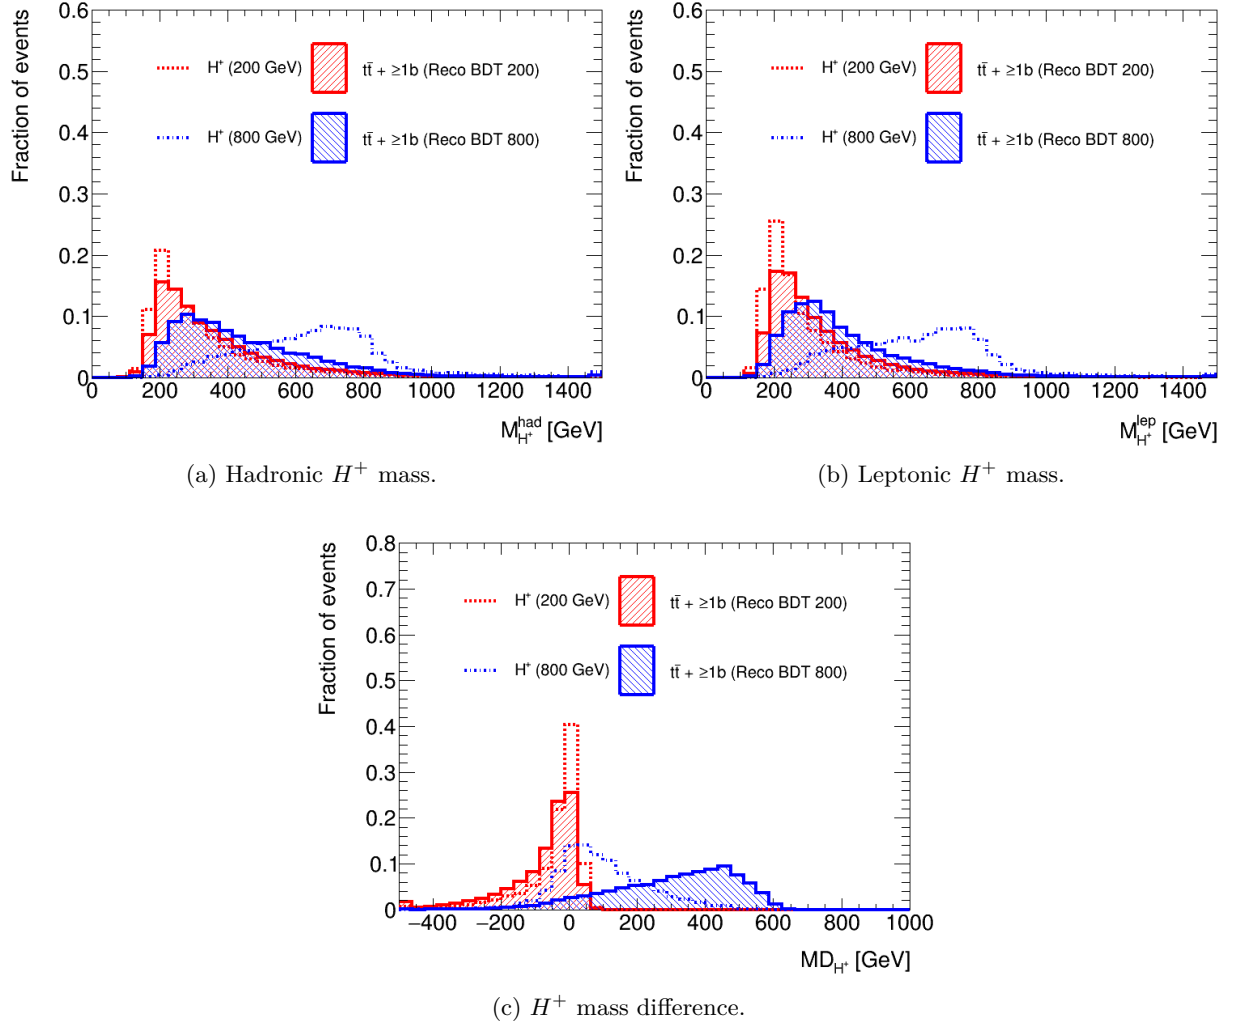 Fraction of events
0.6
0.5
0.4
0.3
0.2
0.1
0
H⁺ (200 GeV)
tt̄ + ≥1b (Reco BDT 200)
H⁺ (800 GeV)
tt̄ + ≥1b (Reco BDT 800)
0 200 400 600 800 1000 1200 1400
M_{H⁺}^{had} [GeV]
(a) Hadronic H⁺ mass.
Fraction of events
0.6
0.5
0.4
0.3
0.2
0.1
0
H⁺ (200 GeV)
tt̄ + ≥1b (Reco BDT 200)
H⁺ (800 GeV)
tt̄ + ≥1b (Reco BDT 800)
0 200 400 600 800 1000 1200 1400
M_{H⁺}^{lep} [GeV]
(b) Leptonic H⁺ mass.
Fraction of events
0.8
0.7
0.6
0.5
0.4
0.3
0.2
0.1
0
H⁺ (200 GeV)
tt̄ + ≥1b (Reco BDT 200)
H⁺ (800 GeV)
tt̄ + ≥1b (Reco BDT 800)
−400 −200 0 200 400 600 800 1000
MD_{H⁺} [GeV]
(c) H⁺ mass difference.